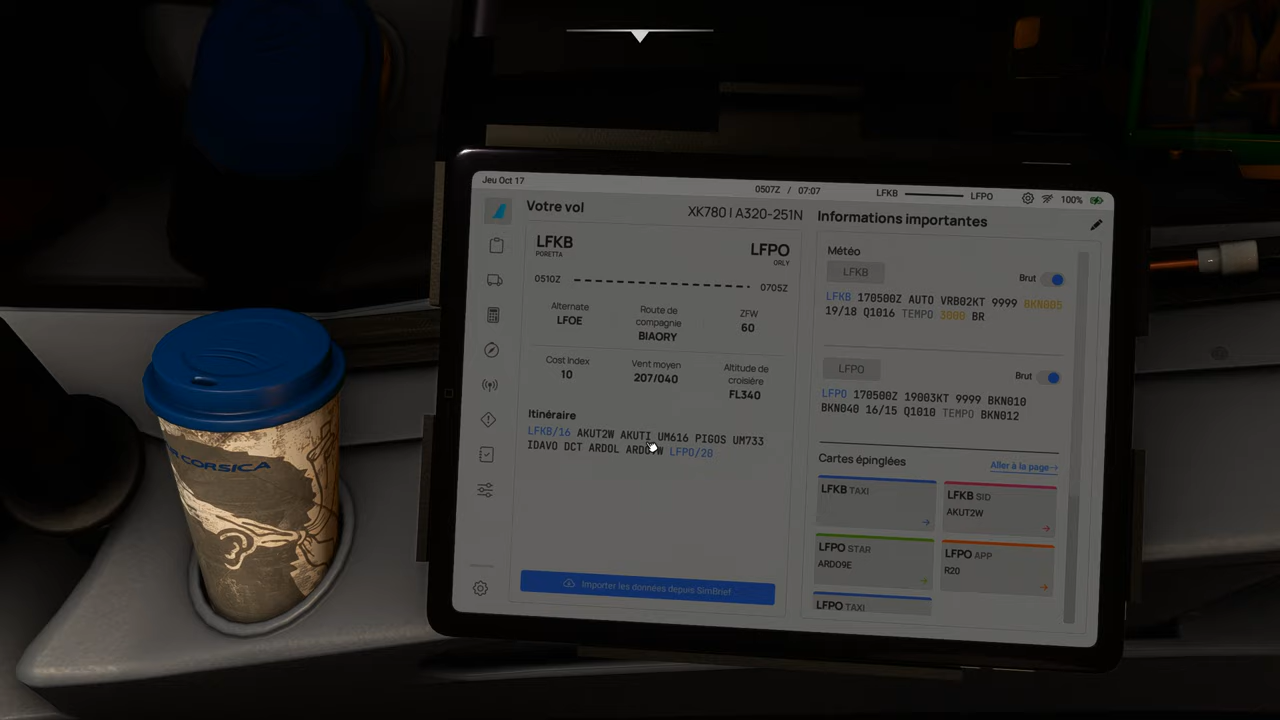 Jeu Oct 17
0507Z / 07:07
LFKB LFPO
100%
Votre vol
XK780 | A320-251N
LFKB
PORETTA
LFPO
ORLY
0510Z
0705Z
Alternate
LFOE
Route de
compagnie
BIAORY
ZFW
60
Cost Index
10
Vent moyen
207/040
Altitude de
croisière
FL340
Itinéraire
LFKB/16 AKUT2W AKUTI UM616 PIGOS UM733
IDAVO DCT ARDOL LFPO/20
Importer les données depuis SimBrief
Informations importantes
Météo
LFKB
Brut
LFKB 170500Z AUTO VRB02KT 9999 BKN005
19/18 Q1016 TEMPO 3000 BR
LFPO
Brut
LFPO 170500Z 19003KT 9999 BKN010
BKN040 16/15 Q1010 TEMPO BKN012
Cartes épinglées
Aller à la page
LFKB TAXI
LFKB SID
AKUT2W
LFPO STAR
ARDO9E
LFPO APP
R20
LFPO TAXI
CORSICA